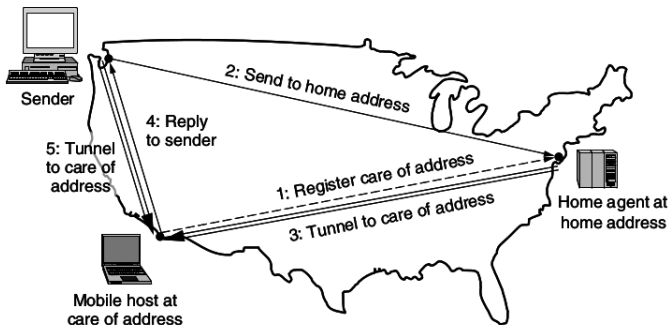 Sender
2: Send to home address
4: Reply
to sender
5: Tunnel
to care of
address
1: Register care of address
3: Tunnel to care of address
Home agent at
home address
Mobile host at
care of address